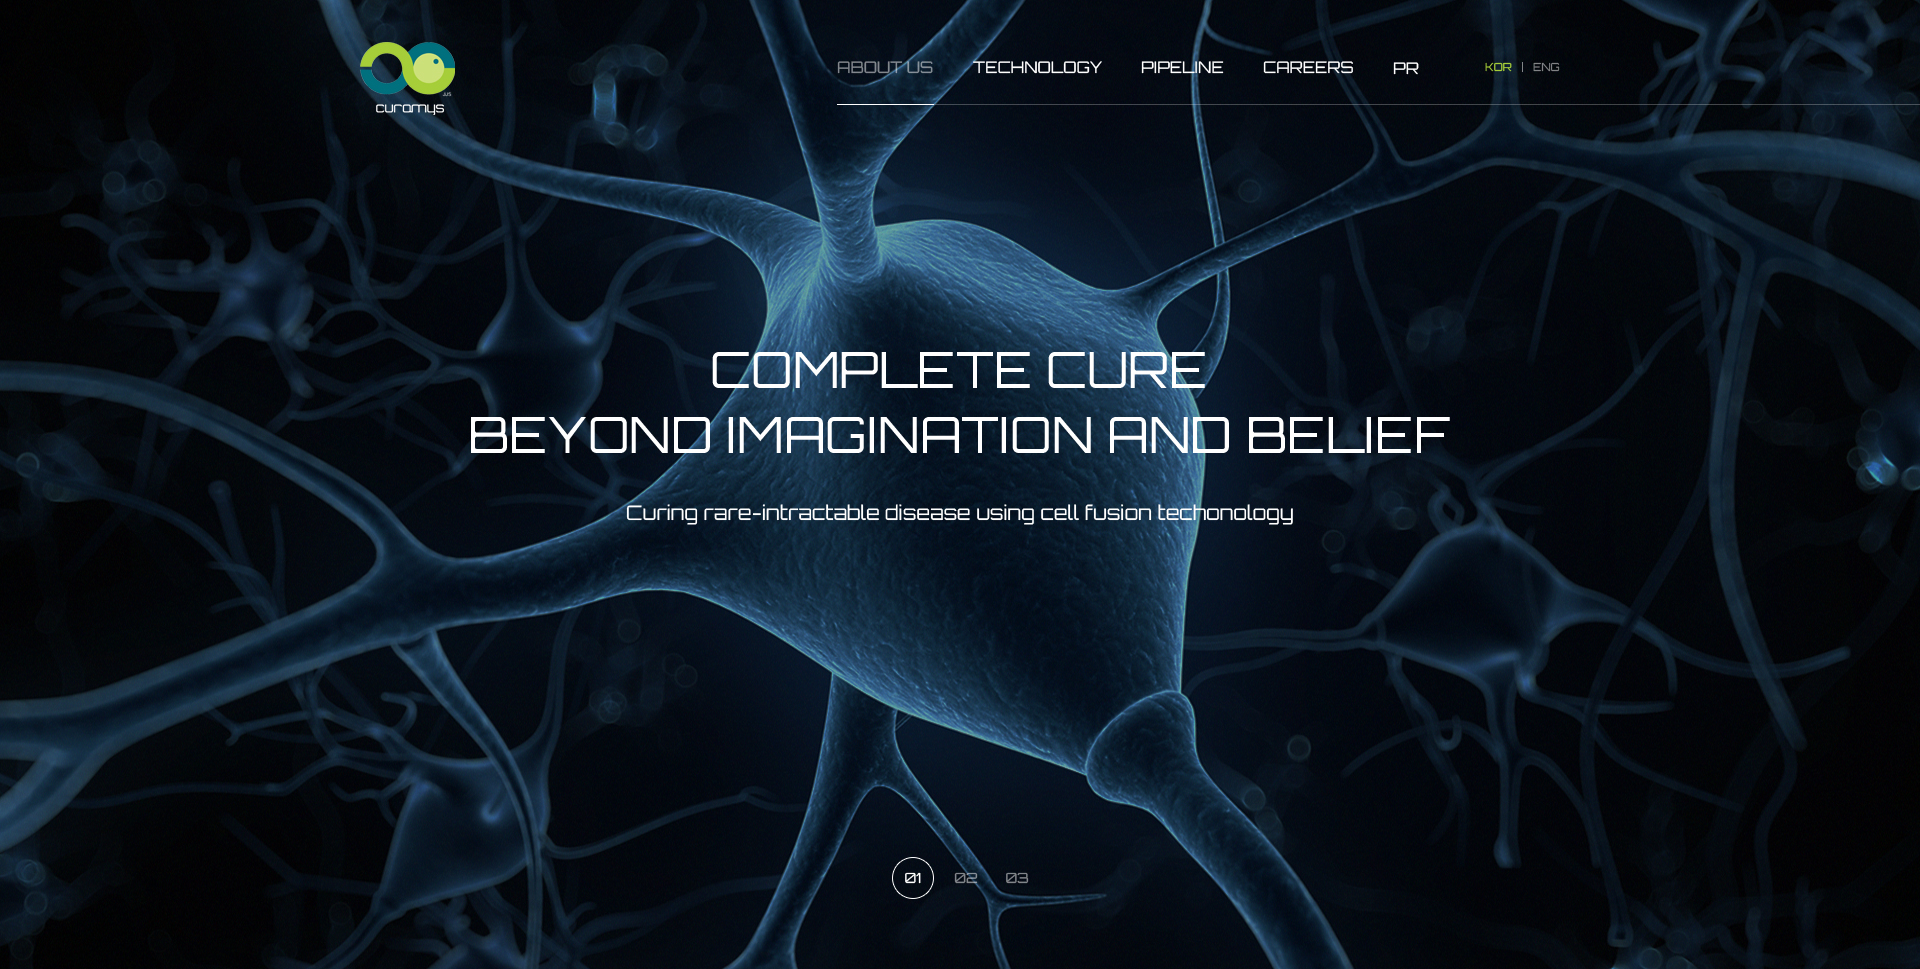 curamys
ABOUT US
TECHNOLOGY
PIPELINE
CAREERS
PR
KOR | ENG
COMPLETE CURE
BEYOND IMAGINATION AND BELIEF
Curing rare-intractable disease using cell fusion techonology
01
02
03